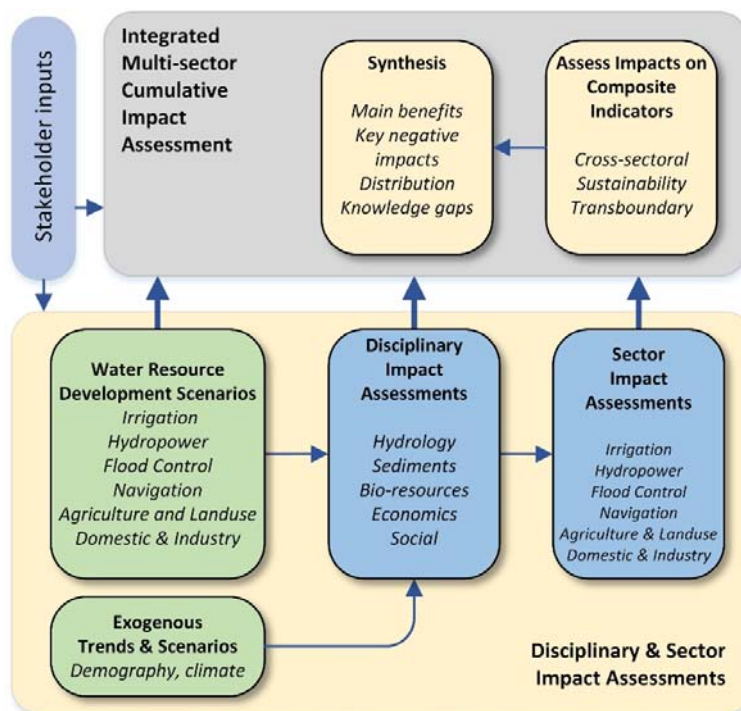 Stakeholder inputs
Integrated
Multi-sector
Cumulative
Impact
Assessment
Synthesis
Main benefits
Key negative
impacts
Distribution
Knowledge gaps
Assess Impacts on
Composite
Indicators
Cross-sectoral
Sustainability
Transboundary
Water Resource
Development Scenarios
Irrigation
Hydropower
Flood Control
Navigation
Agriculture and Landuse
Domestic & Industry
Disciplinary
Impact
Assessments
Hydrology
Sediments
Bio-resources
Economics
Social
Sector
Impact
Assessments
Irrigation
Hydropower
Flood Control
Navigation
Agriculture & Landuse
Domestic & Industry
Exogenous
Trends & Scenarios
Demography, climate
Disciplinary & Sector
Impact Assessments